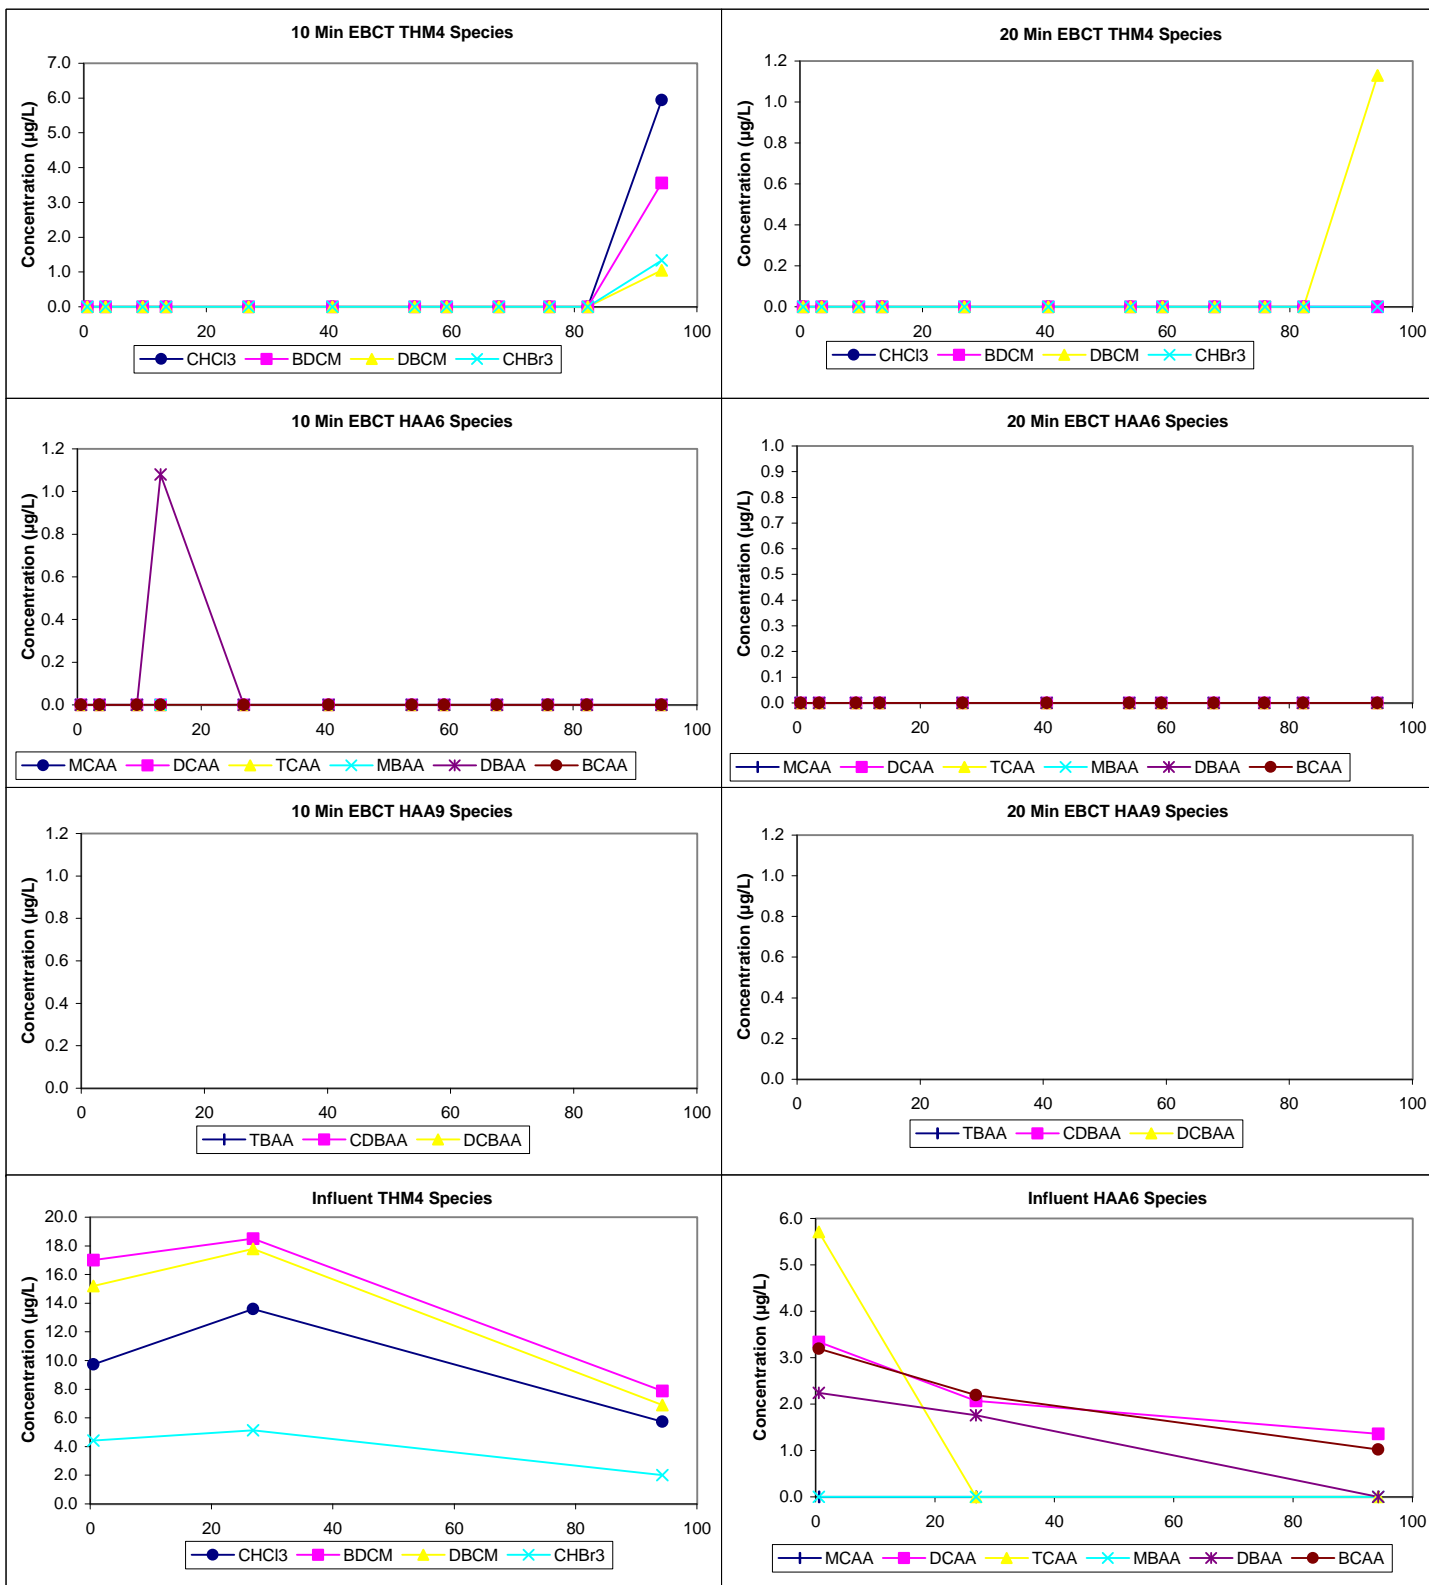 10 Min EBCT THM4 Species
Concentration (µg/L)
7.0
6.0
5.0
4.0
3.0
2.0
1.0
0.0
0 20 40 60 80 100
CHCl3 BDCM DBCM CHBr3
20 Min EBCT THM4 Species
Concentration (µg/L)
1.2
1.0
0.8
0.6
0.4
0.2
0.0
0 20 40 60 80 100
CHCl3 BDCM DBCM CHBr3
10 Min EBCT HAA6 Species
Concentration (µg/L)
1.2
1.0
0.8
0.6
0.4
0.2
0.0
0 20 40 60 80 100
MCAA DCAA TCAA MBAA DBAA BCAA
20 Min EBCT HAA6 Species
Concentration (µg/L)
1.0
0.9
0.8
0.7
0.6
0.5
0.4
0.3
0.2
0.1
0.0
0 20 40 60 80 100
MCAA DCAA TCAA MBAA DBAA BCAA
10 Min EBCT HAA9 Species
Concentration (µg/L)
1.2
1.0
0.8
0.6
0.4
0.2
0.0
0 20 40 60 80 100
TBAA CDBAA DCBAA
20 Min EBCT HAA9 Species
Concentration (µg/L)
1.2
1.0
0.8
0.6
0.4
0.2
0.0
0 20 40 60 80 100
TBAA CDBAA DCBAA
Influent THM4 Species
Concentration (µg/L)
20.0
18.0
16.0
14.0
12.0
10.0
8.0
6.0
4.0
2.0
0.0
0 20 40 60 80 100
CHCl3 BDCM DBCM CHBr3
Influent HAA6 Species
Concentration (µg/L)
6.0
5.0
4.0
3.0
2.0
1.0
0.0
0 20 40 60 80 100
MCAA DCAA TCAA MBAA DBAA BCAA